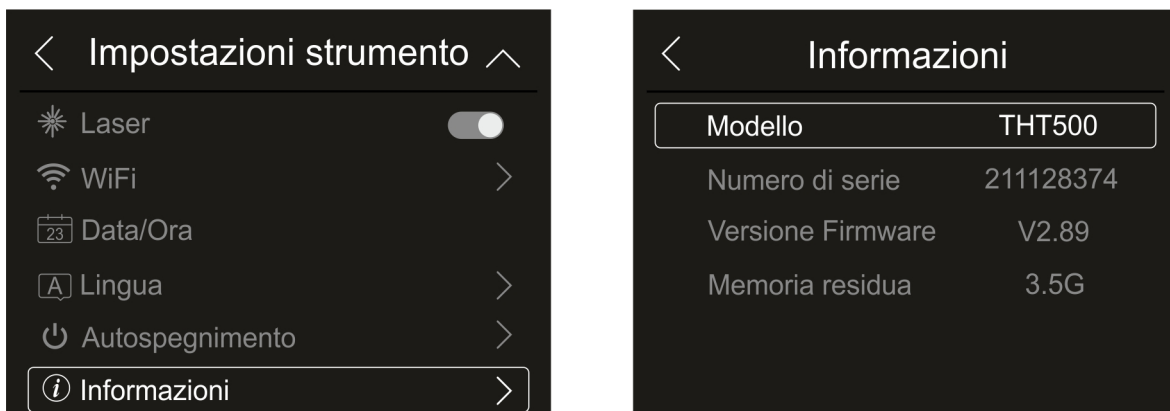 Impostazioni strumento
Laser
WiFi
23 Data/Ora
A Lingua
Autospegnimento
i Informazioni
Informazioni
Modello THT500
Numero di serie 211128374
Versione Firmware V2.89
Memoria residua 3.5G